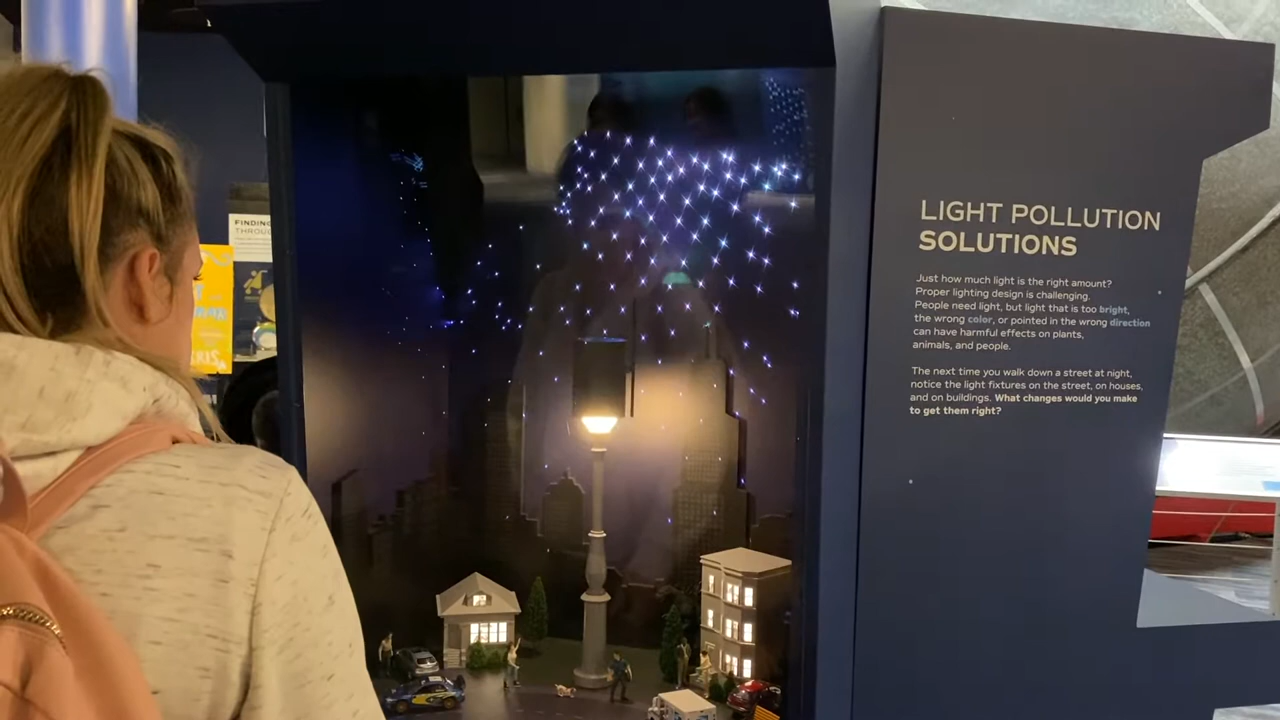 FINDING
THROUG
LIGHT POLLUTION
SOLUTIONS
Just how much light is the right amount?
Proper lighting design is challenging.
People need light, but light that is too bright,
the wrong color, or pointed in the wrong direction
can have harmful effects on plants,
animals, and people.
The next time you walk down a street at night,
notice the light fixtures on the street, on houses,
and on buildings. What changes would you make
to get them right?